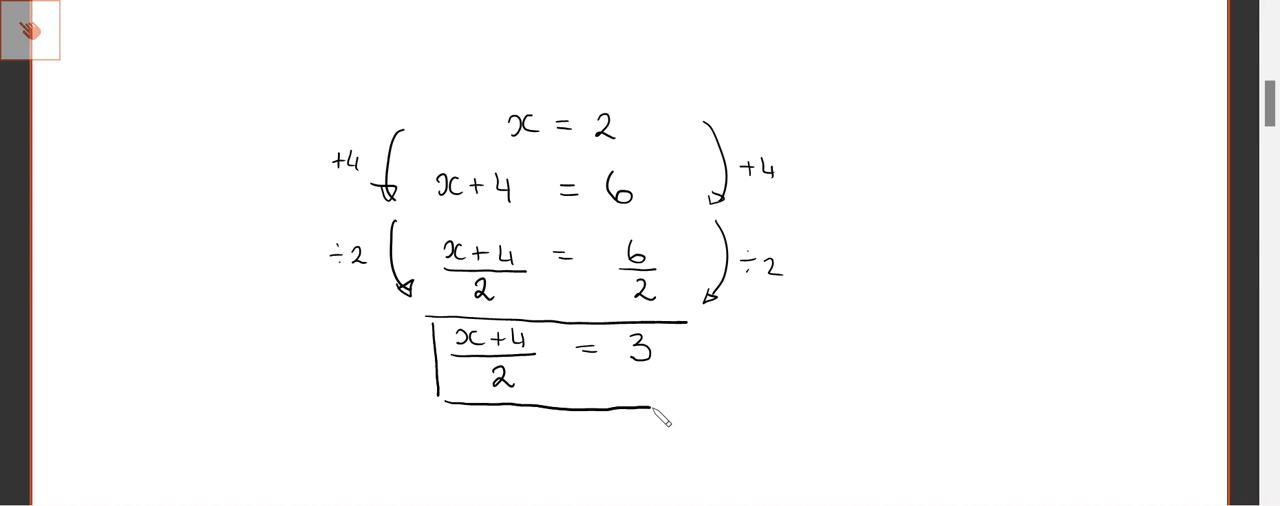 x = 2
+4 +4
x+4 = 6
÷2 ÷2
x+4/2 = 6/2
x+4/2 = 3